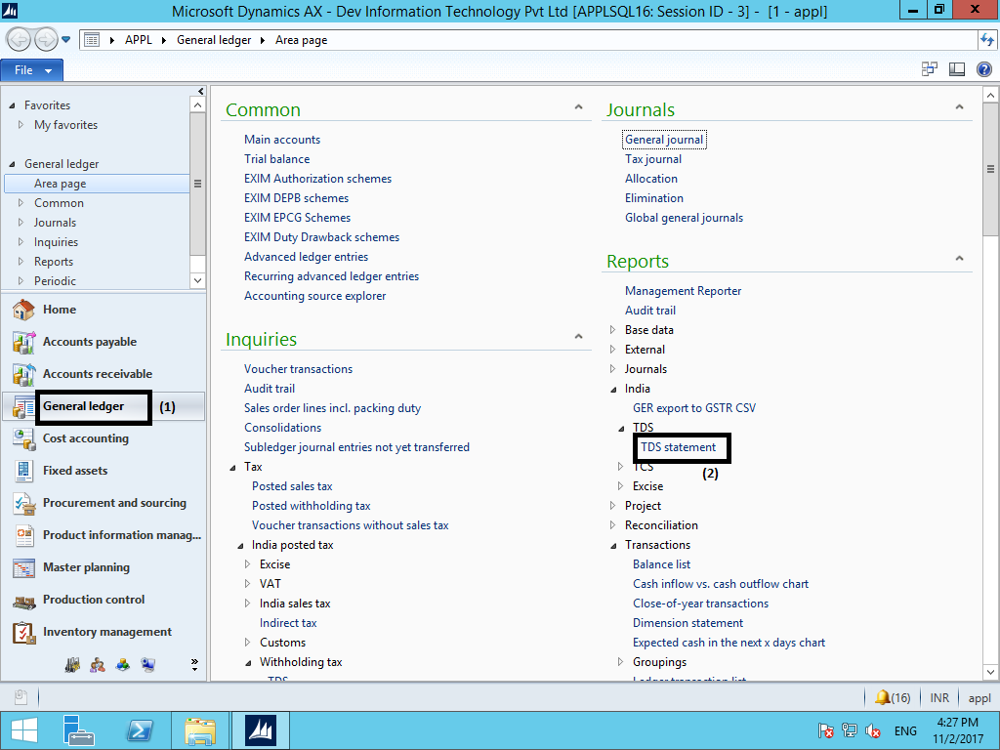 Microsoft Dynamics AX - Dev Information Technology Pvt Ltd [APPLSQL16: Session ID - 3] - [1 - appl]
APPL General ledger Area page
File
Favorites
My favorites
General ledger
Area page
Common
Journals
Inquiries
Reports
Periodic
Home
Accounts payable
Accounts receivable
General ledger (1)
Cost accounting
Fixed assets
Procurement and sourcing
Product information manag...
Master planning
Production control
Inventory management
Common
Main accounts
Trial balance
EXIM Authorization schemes
EXIM DEPB schemes
EXIM EPCG Schemes
EXIM Duty Drawback schemes
Advanced ledger entries
Recurring advanced ledger entries
Accounting source explorer
Inquiries
Voucher transactions
Audit trail
Sales order lines incl. packing duty
Consolidations
Subledger journal entries not yet transferred
Tax
Posted sales tax
Posted withholding tax
Voucher transactions without sales tax
India posted tax
Excise
VAT
India sales tax
Indirect tax
Customs
Withholding tax
TDS
Journals
General journal
Tax journal
Allocation
Elimination
Global general journals
Reports
Management Reporter
Audit trail
Base data
External
Journals
India
GER export to GSTR CSV
TDS
TDS statement
(2)
TCS
Excise
Project
Reconciliation
Transactions
Balance list
Cash inflow vs. cash outflow chart
Close-of-year transactions
Dimension statement
Expected cash in the next x days chart
Groupings
Ledger transaction list
(16) INR appl
ENG
4:27 PM
11/2/2017